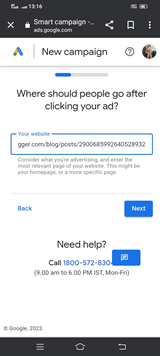 13:16
Smart campaign -...
ads.google.com
New campaign
Where should people go after
clicking your ad?
Your website
gger.com/blog/posts/2900685992640528932
Consider what you're advertising, and enter the
most relevant page of your website. This might be
your homepage, or a more specific page.
Back
Next
Need help?
Call 1800-572-8304
(9.00 am to 6.00 PM IST, Mon-Fri)
© Google, 2023.